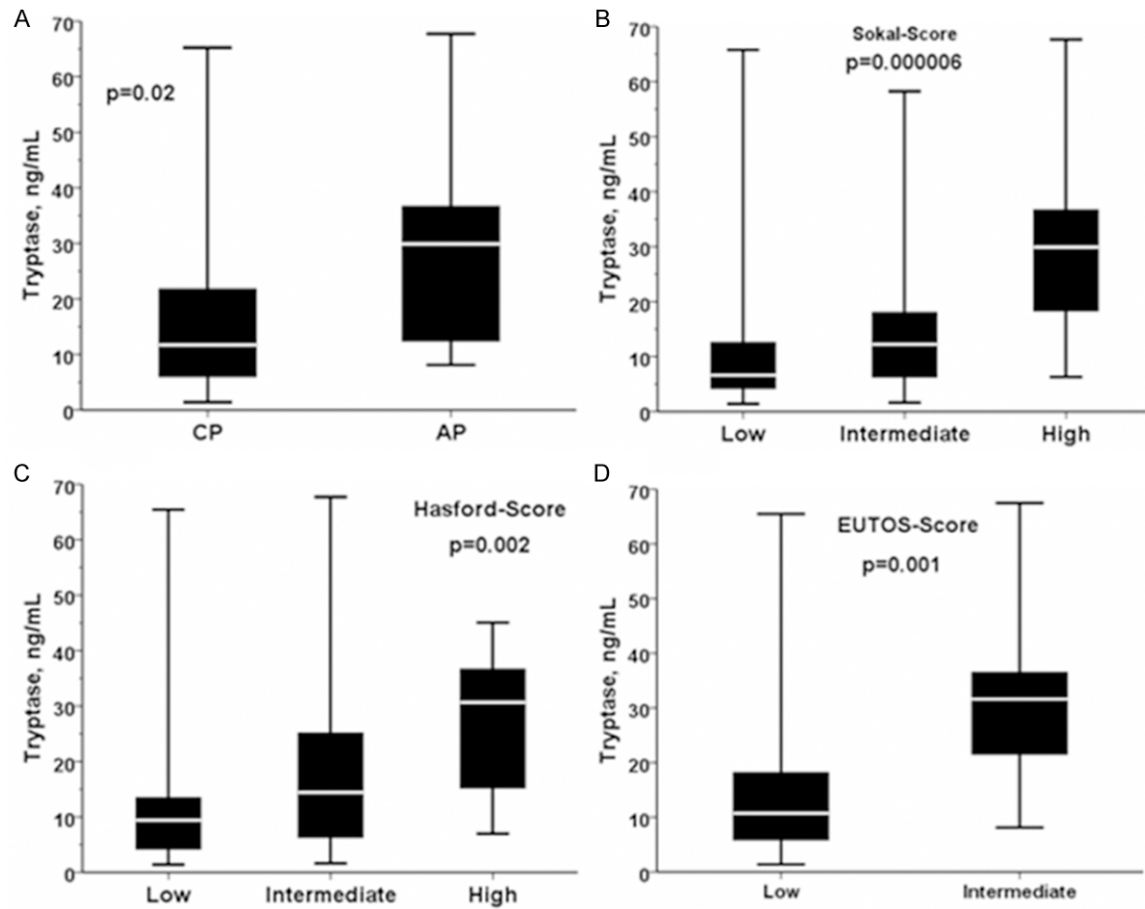 A
70
60
50
40
30
20
10
0
Tryptase, ng/mL
p=0.02
CP AP
B
70
60
50
40
30
20
10
0
Tryptase, ng/mL
Sokal-Score
p=0.000006
Low Intermediate High
C
70
60
50
40
30
20
10
0
Tryptase, ng/mL
Hasford-Score
p=0.002
Low Intermediate High
D
70
60
50
40
30
20
10
0
Tryptase, ng/mL
EUTOS-Score
p=0.001
Low Intermediate